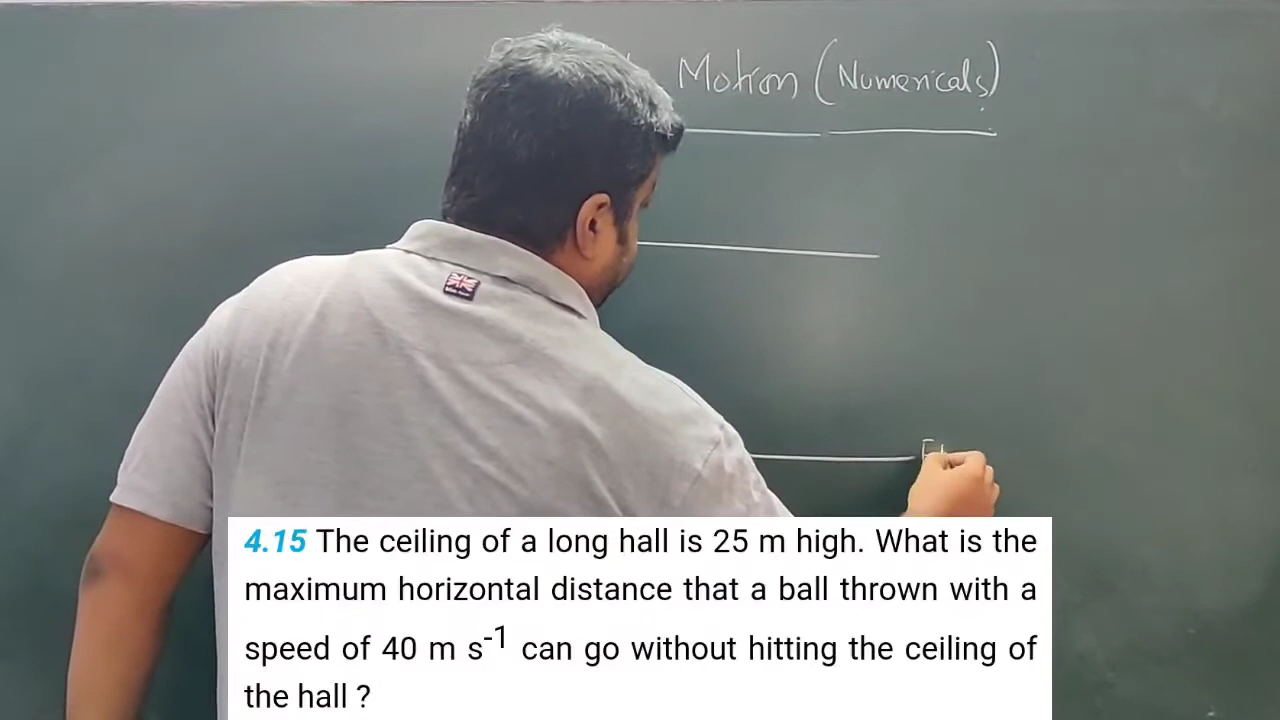 Motion (Numericals)
4.15 The ceiling of a long hall is 25 m high. What is the
maximum horizontal distance that a ball thrown with a
speed of 40 m s⁻¹ can go without hitting the ceiling of
the hall ?